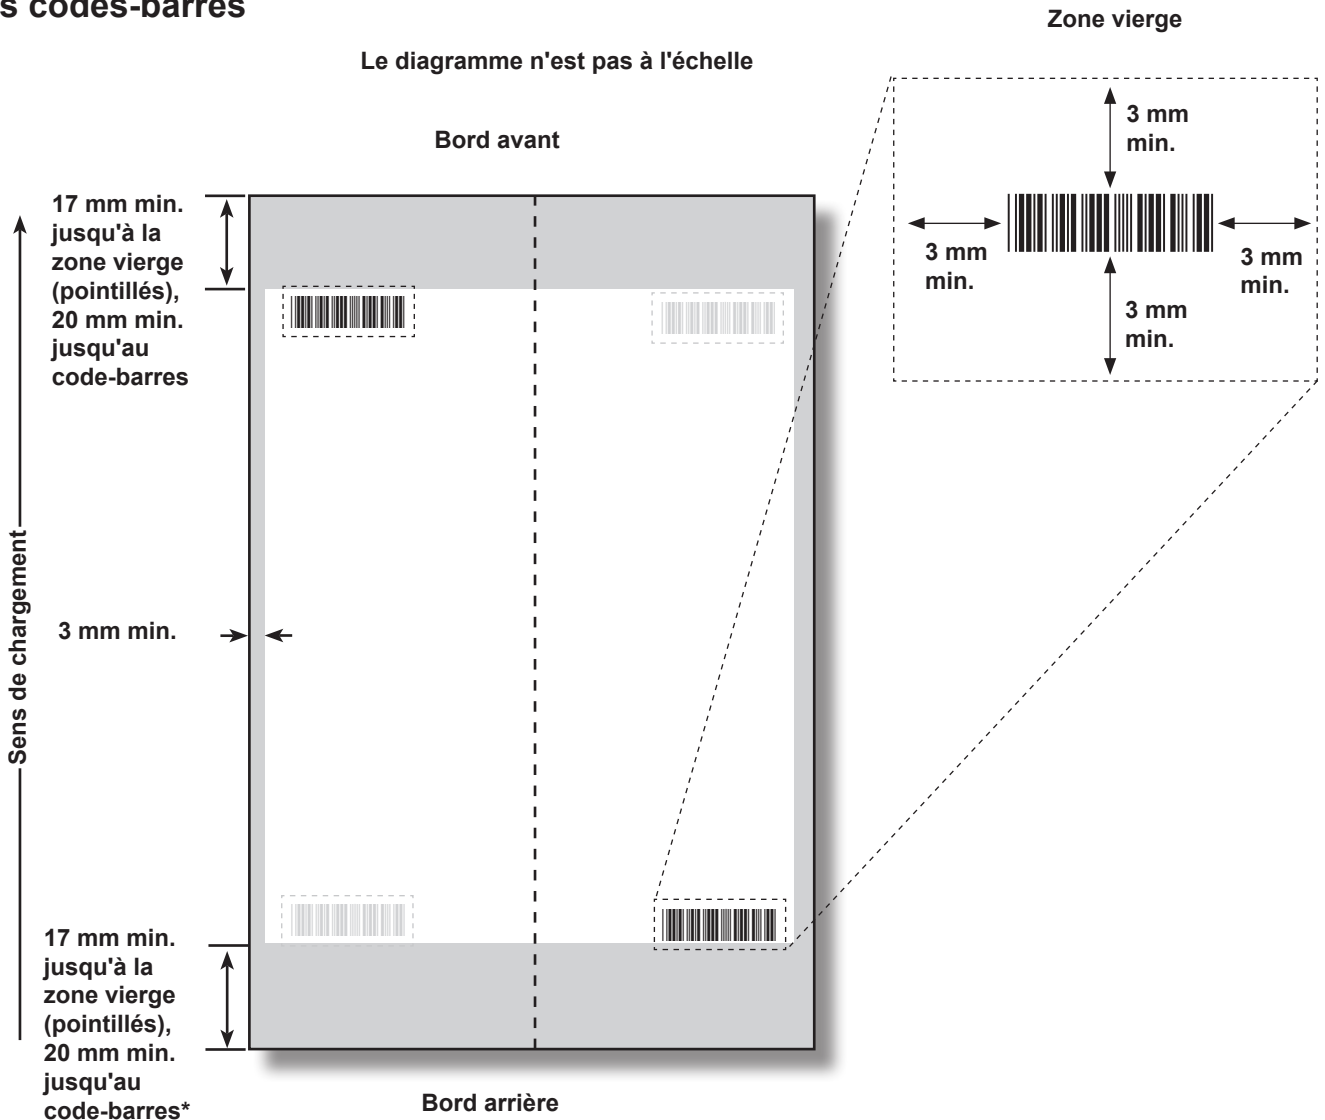 s codes-barres
Zone vierge
Le diagramme n'est pas à l'échelle
Bord avant
3 mm
min.
3 mm
min.
3 mm
min.
3 mm
min.
17 mm min.
jusqu'à la
zone vierge
(pointillés),
20 mm min.
jusqu'au
code-barres
Sens de chargement
3 mm min.
17 mm min.
jusqu'à la
zone vierge
(pointillés),
20 mm min.
jusqu'au
code-barres*
Bord arrière